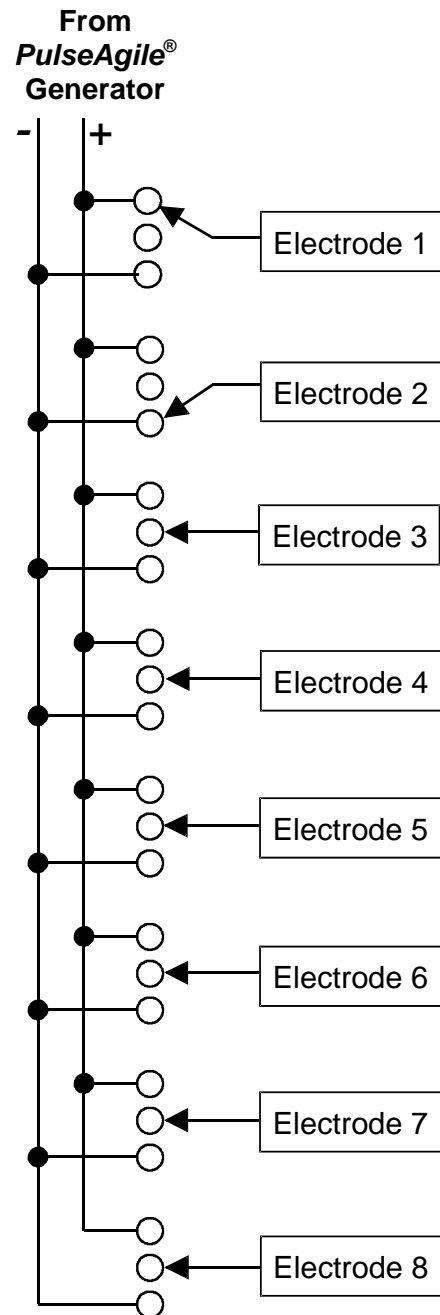 From
PulseAgile®
Generator
- +
Electrode 1
Electrode 2
Electrode 3
Electrode 4
Electrode 5
Electrode 6
Electrode 7
Electrode 8